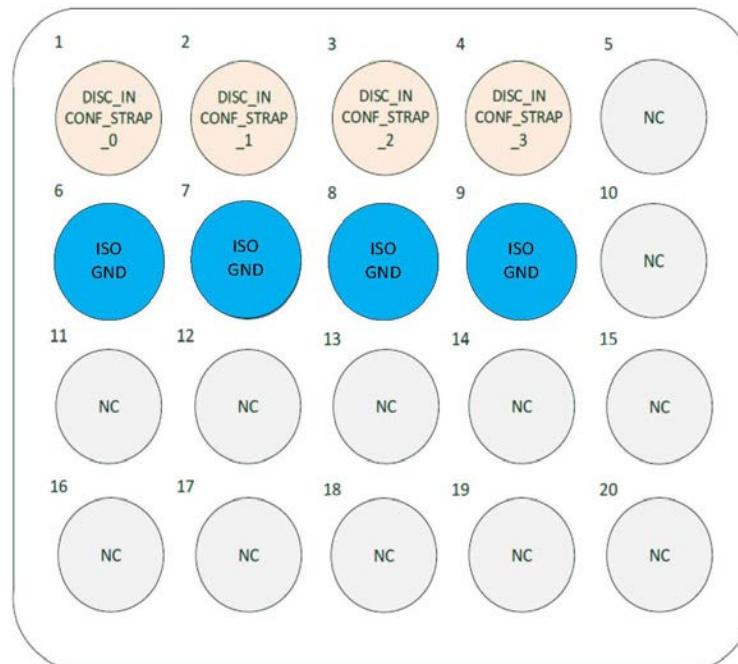 1 2 3 4 5
DISC_IN DISC_IN DISC_IN DISC_IN
CONF_STRAP CONF_STRAP CONF_STRAP CONF_STRAP NC
_0 _1 _2 _3
6 7 8 9 10
ISO ISO ISO ISO
GND GND GND GND NC
11 12 13 14 15
NC NC NC NC NC
16 17 18 19 20
NC NC NC NC NC